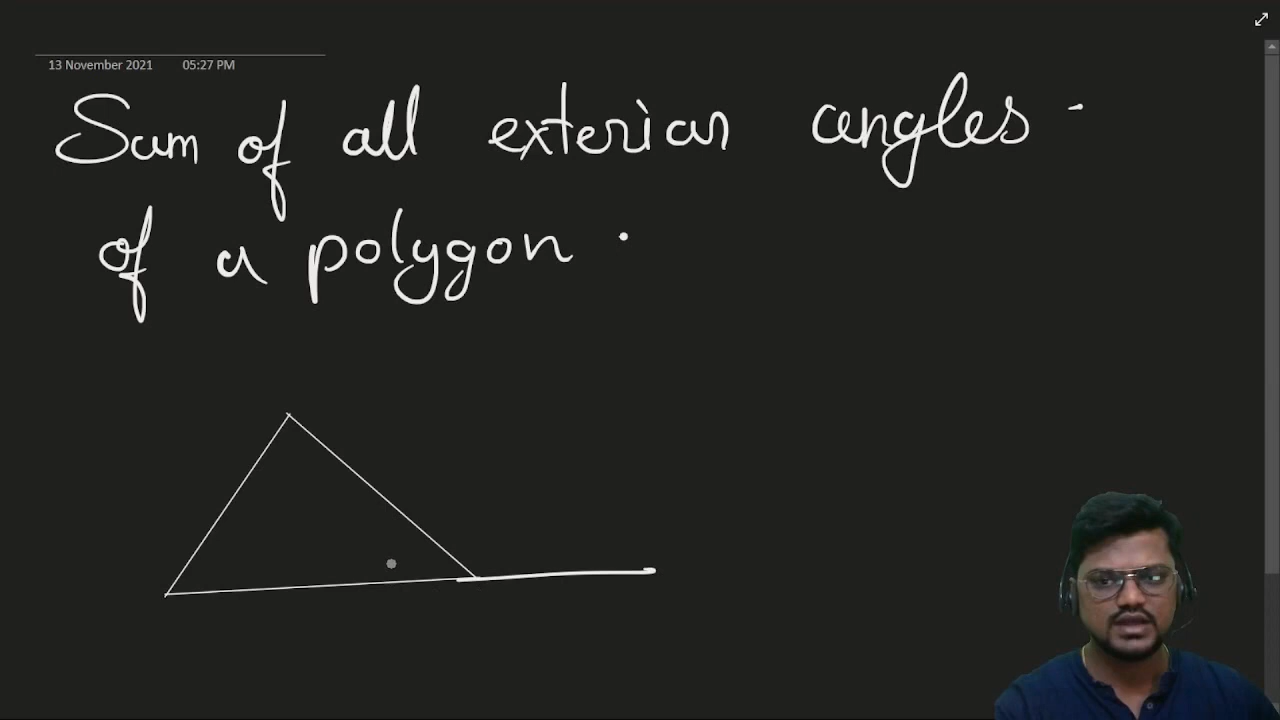 13 November 2021 05:27 PM
Sum of all exterior angles
of a polygon.